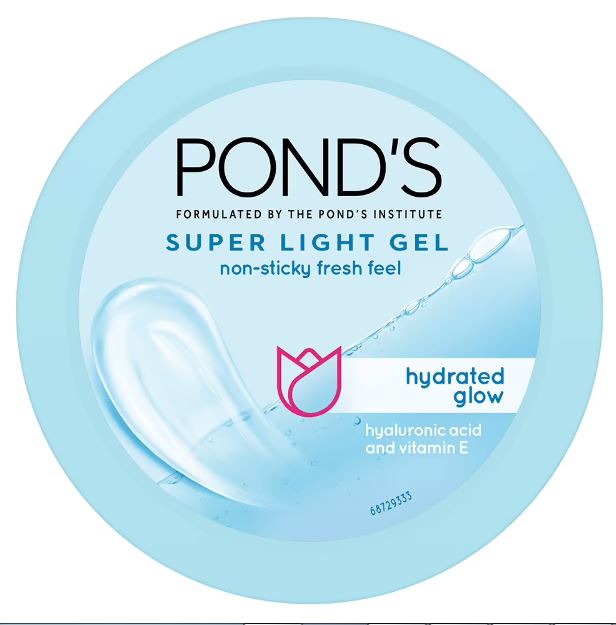 POND'S
FORMULATED BY THE POND'S INSTITUTE
SUPER LIGHT GEL
non-sticky fresh feel
hydrated
glow
hyaluronic acid
and vitamin E
68729333